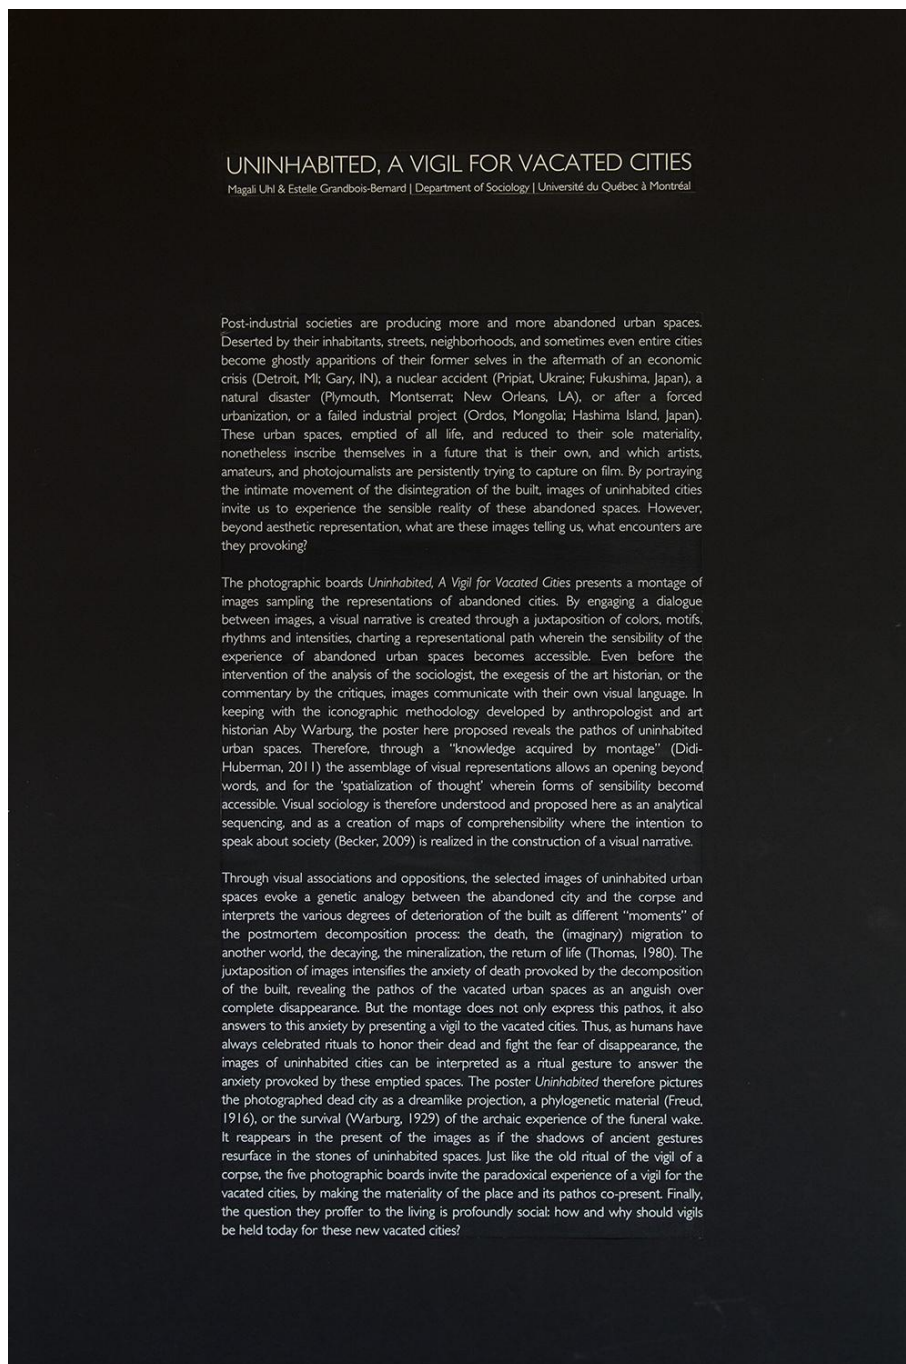 UNINHABITED, A VIGIL FOR VACATED CITIES
Magali Uhl & Estelle Grandbois-Bernard | Department of Sociology | Université du Québec à Montréal
Post-industrial societies are producing more and more abandoned urban spaces.
Deserted by their inhabitants, streets, neighborhoods, and sometimes even entire cities
become ghostly apparitions of their former selves in the aftermath of an economic
crisis (Detroit, MI; Gary, IN), a nuclear accident (Pripiat, Ukraine; Fukushima, Japan), a
natural disaster (Plymouth, Montserrat; New Orleans, LA), or after a forced
urbanization, or a failed industrial project (Ordos, Mongolia; Hashima Island, Japan).
These urban spaces, emptied of all life, and reduced to their sole materiality,
nonetheless inscribe themselves in a future that is their own, and which artists,
amateurs, and photojournalists are persistently trying to capture on film. By portraying
the intimate movement of the disintegration of the built, images of uninhabited cities
invite us to experience the sensible reality of these abandoned spaces. However,
beyond aesthetic representation, what are these images telling us, what encounters are
they provoking?
The photographic boards Uninhabited, A Vigil for Vacated Cities presents a montage of
images sampling the representations of abandoned cities. By engaging a dialogue
between images, a visual narrative is created through a juxtaposition of colors, motifs,
rhythms and intensities, charting a representational path wherein the sensibility of the
experience of abandoned urban spaces becomes accessible. Even before the
intervention of the analysis of the sociologist, the exegesis of the art historian, or the
commentary by the critiques, images communicate with their own visual language. In
keeping with the iconographic methodology developed by anthropologist and art
historian Aby Warburg, the poster here proposed reveals the pathos of uninhabited
urban spaces. Therefore, through a “knowledge acquired by montage” (Didi-
Huberman, 2011) the assemblage of visual representations allows an opening beyond
words, and for the ‘spatialization of thought’ wherein forms of sensibility become
accessible. Visual sociology is therefore understood and proposed here as an analytical
sequencing, and as a creation of maps of comprehensibility where the intention to
speak about society (Becker, 2009) is realized in the construction of a visual narrative.
Through visual associations and oppositions, the selected images of uninhabited urban
spaces evoke a genetic analogy between the abandoned city and the corpse and
interprets the various degrees of deterioration of the built as different “moments” of
the postmortem decomposition process: the death, the (imaginary) migration to
another world, the decaying, the mineralization, the return of life (Thomas, 1980). The
juxtaposition of images intensifies the anxiety of death provoked by the decomposition
of the built, revealing the pathos of the vacated urban spaces as an anguish over
complete disappearance. But the montage does not only express this pathos, it also
answers to this anxiety by presenting a vigil to the vacated cities. Thus, as humans have
always celebrated rituals to honor their dead and fight the fear of disappearance, the
images of uninhabited cities can be interpreted as a ritual gesture to answer the
anxiety provoked by these emptied spaces. The poster Uninhabited therefore pictures
the photographed dead city as a dreamlike projection, a phylogenetic material (Freud,
1916), or the survival (Warburg, 1929) of the archaic experience of the funeral wake.
It reappears in the present of the images as if the shadows of ancient gestures
resurface in the stones of uninhabited spaces. Just like the old ritual of the vigil of a
corpse, the five photographic boards invite the paradoxical experience of a vigil for the
vacated cities, by making the materiality of the place and its pathos co-present. Finally,
the question they proffer to the living is profoundly social: how and why should vigils
be held today for these new vacated cities?